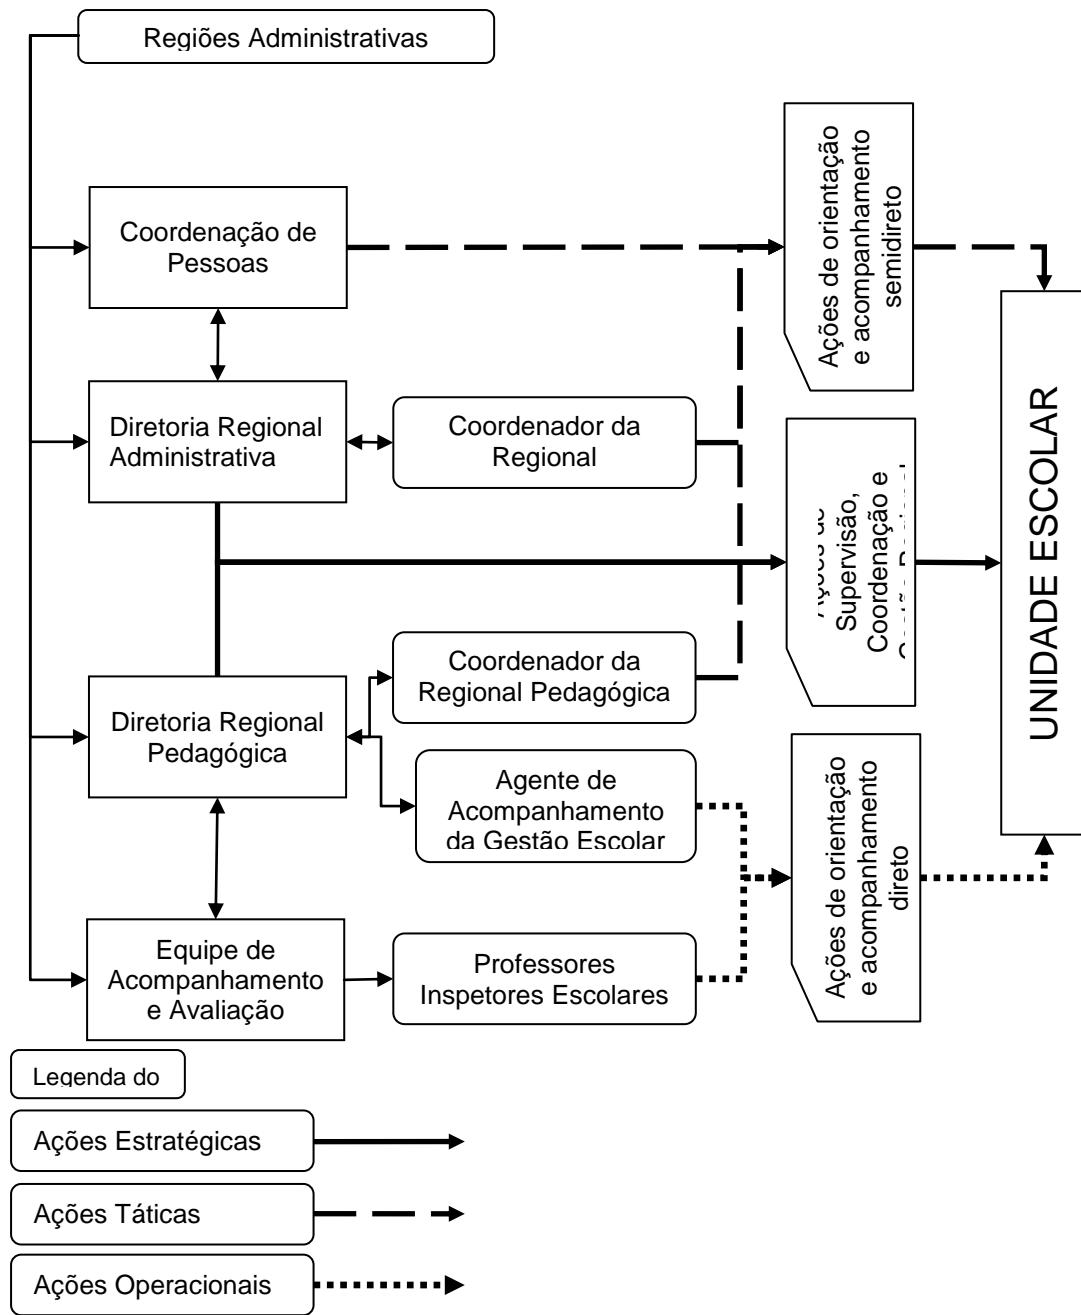 Regiões Administrativas
Coordenação de
Pessoas
Ações de orientação
e acompanhamento
semidireto
Diretoria Regional
Administrativa
Coordenador da
Regional
Supervisão,
Coordenação e
UNIDADE ESCOLAR
Diretoria Regional
Pedagógica
Coordenador da
Regional Pedagógica
Agente de
Acompanhamento
da Gestão Escolar
Ações de orientação
e acompanhamento
direto
Equipe de
Acompanhamento
e Avaliação
Professores
Inspetores Escolares
Legenda do
Ações Estratégicas
Ações Táticas
Ações Operacionais